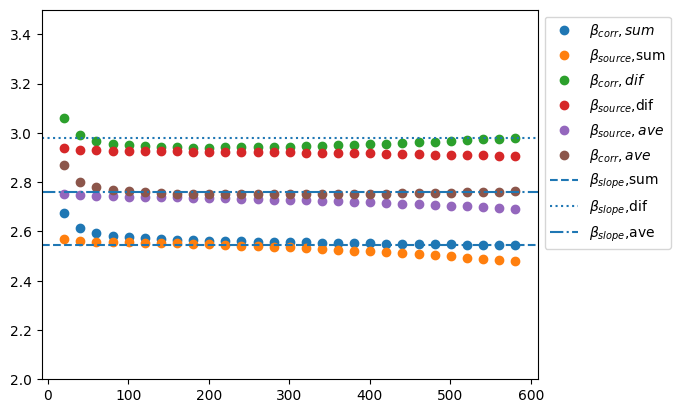 3.4
3.2
3.0
2.8
2.6
2.4
2.2
2.0
0 100 200 300 400 500 600
βcorr, sum
βsource,sum
βcorr, dif
βsource,dif
βsource, ave
βcorr, ave
βslope,sum
βslope,dif
βslope,ave